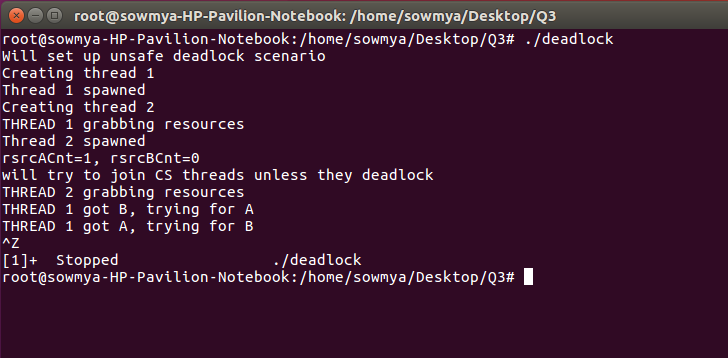 root@sowmya-HP-Pavilion-Notebook: /home/sowmya/Desktop/Q3
root@sowmya-HP-Pavilion-Notebook:/home/sowmya/Desktop/Q3# ./deadlock
Will set up unsafe deadlock scenario
Creating thread 1
Thread 1 spawned
Creating thread 2
THREAD 1 grabbing resources
Thread 2 spawned
rsrcACnt=1, rsrcBCnt=0
will try to join CS threads unless they deadlock
THREAD 2 grabbing resources
THREAD 1 got B, trying for A
THREAD 1 got A, trying for B
^Z
[1]+  Stopped                 ./deadlock
root@sowmya-HP-Pavilion-Notebook:/home/sowmya/Desktop/Q3#